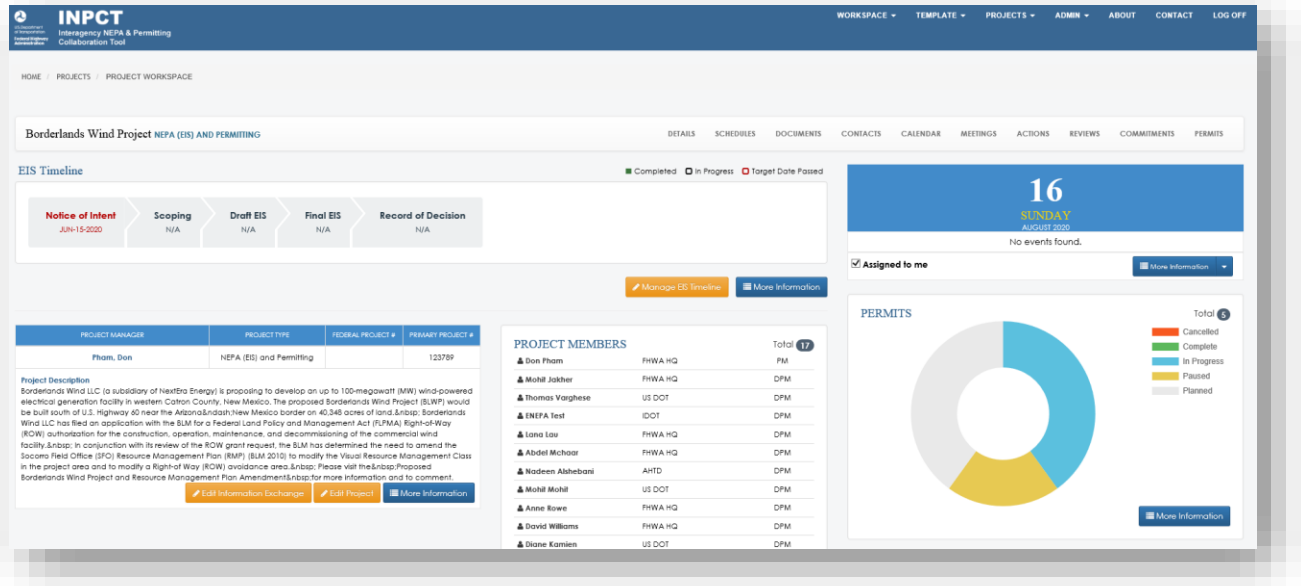 INPCT
Interagency NEPA & Permitting
Collaboration Tool
WORKSPACE TEMPLATE PROJECTS ADMIN ABOUT CONTACT LOG OFF
HOME / PROJECTS / PROJECT WORKSPACE
Borderlands Wind Project NEPA (EIS) AND PERMITTING
DETAILS SCHEDULES DOCUMENTS CONTACTS CALENDAR MEETINGS ACTIONS REVIEWS COMMITMENTS PERMITS
EIS Timeline
Completed In Progress Target Date Passed
Notice of Intent Scoping Draft EIS Final EIS Record of Decision
JUN-15-2020 N/A N/A N/A N/A
Manage EIS Timeline More Information
16
SUNDAY
AUGUST 2020
No events found.
Assigned to me
More Information
PROJECT MANAGER PROJECT TYPE FEDERAL PROJECT # PRIMARY PROJECT #
Pham, Don NEPA (EIS) and Permitting 123789
Project Description
Borderlands Wind LLC (a subsidiary of NextEra Energy) is proposing to develop an up to 100-megawatt (MW) wind-powered
electrical generation facility in western Catron County, New Mexico. The proposed Borderlands Wind Project (BLWP) would
be built south of U.S. Highway 60 near the Arizona&ndash;New Mexico border on 40,348 acres of land.&nbsp; Borderlands
Wind LLC has filed an application with the BLM for a Federal Land Policy and Management Act (FLPMA) Right-of-Way
(ROW) authorization for the construction, operation, maintenance, and decommissioning of the commercial wind
facility.&nbsp; In conjunction with its review of the ROW grant request, the BLM has determined the need to amend the
Socorro Field Office (SFO) Resource Management Plan (RMP) (BLM 2010) to modify the Visual Resource Management Class
in the project area and to modify a Right-of Way (ROW) avoidance area.&nbsp; Please visit the&nbsp;Proposed
Borderlands Wind Project and Resource Management Plan Amendment&nbsp;for more information and to comment.
Edit Information Exchange Edit Project More Information
PROJECT MEMBERS Total 17
Don Pham FHWA HQ PM
Mohit Jakher FHWA HQ DPM
Thomas Varghese US DOT DPM
ENEPA Test IDOT DPM
Lana Lau FHWA HQ DPM
Abdel Mchaar FHWA HQ DPM
Nadeen Alshebani AHTD DPM
Mohit Mohit US DOT DPM
Anne Rowe FHWA HQ DPM
David Williams FHWA HQ DPM
Diane Kamien US DOT DPM
PERMITS Total 5
Cancelled
Complete
In Progress
Paused
Planned
More Information